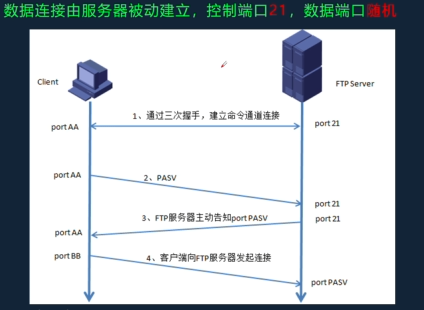 数据连接由服务器被动建立，控制端口21，数据端口随机
Client
FTP Server
1、通过三次握手，建立命令通道连接
port AA
port 21
port AA
2、PASV
port 21
3、FTP服务器主动告知port PASV
port 21
port AA
port BB
4、客户端向FTP服务器发起连接
port PASV